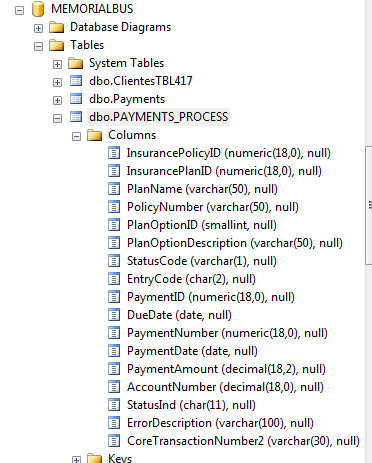 MEMORIALBUS
Database Diagrams
Tables
System Tables
dbo.ClientesTBL417
dbo.Payments
dbo.PAYMENTS_PROCESS
Columns
InsurancePolicyID (numeric(18,0), null)
InsurancePlanID (numeric(18,0), null)
PlanName (varchar(50), null)
PolicyNumber (varchar(50), null)
PlanOptionID (smallint, null)
PlanOptionDescription (varchar(50), null)
StatusCode (varchar(1), null)
EntryCode (char(2), null)
PaymentID (numeric(18,0), null)
DueDate (date, null)
PaymentNumber (numeric(18,0), null)
PaymentDate (date, null)
PaymentAmount (decimal(18,2), null)
AccountNumber (decimal(18,0), null)
StatusInd (char(11), null)
ErrorDescription (varchar(100), null)
CoreTransactionNumber2 (varchar(30), null)
Keys